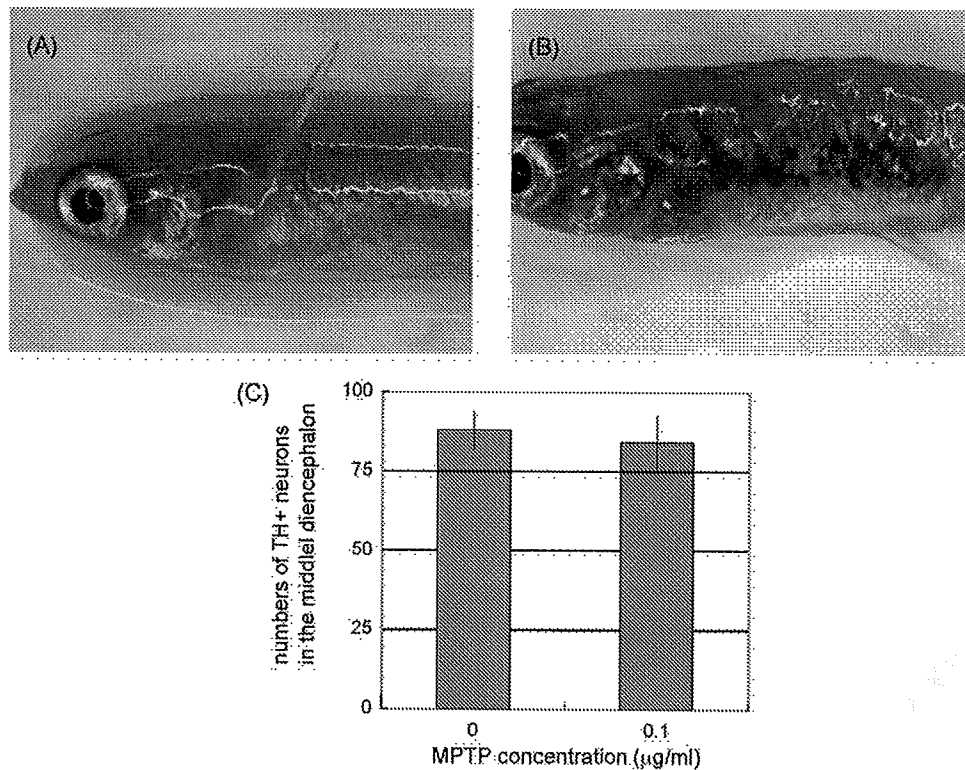 (A)
(B)
(C)
numbers of TH+ neurons
in the middlel diencephalon
100
75
50
25
0
0
0.1
MPTP concentration (μg/ml)